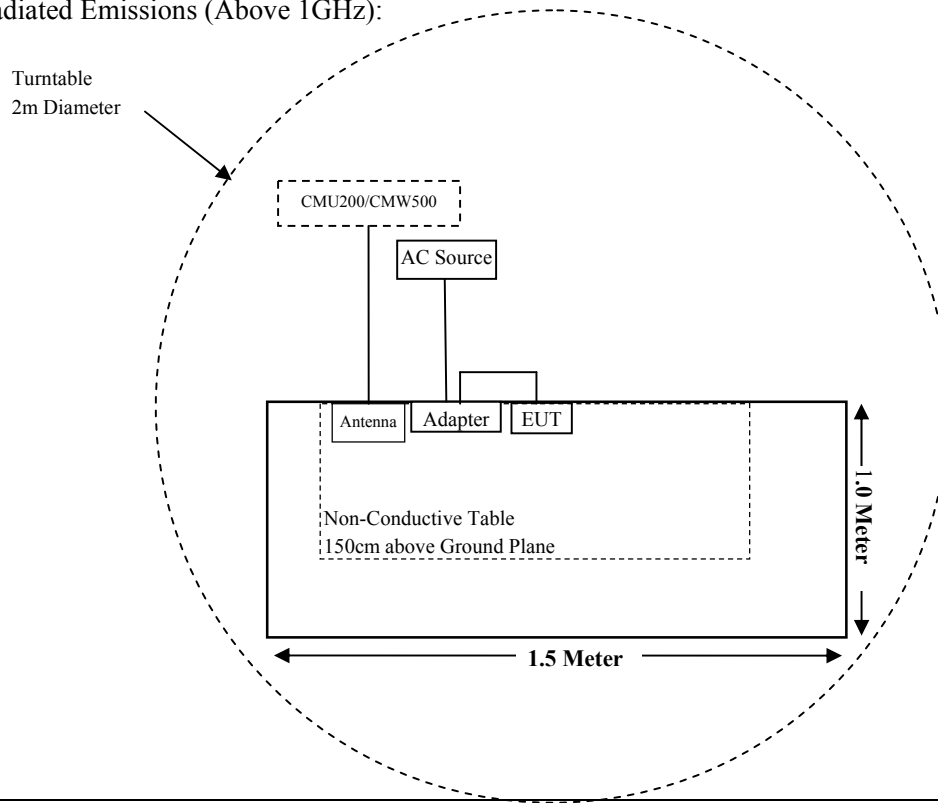 adiated Emissions (Above 1GHz):
Turntable
2m Diameter
CMU200/CMW500
AC Source
Antenna
Adapter
EUT
Non-Conductive Table
150cm above Ground Plane
1.0 Meter
1.5 Meter